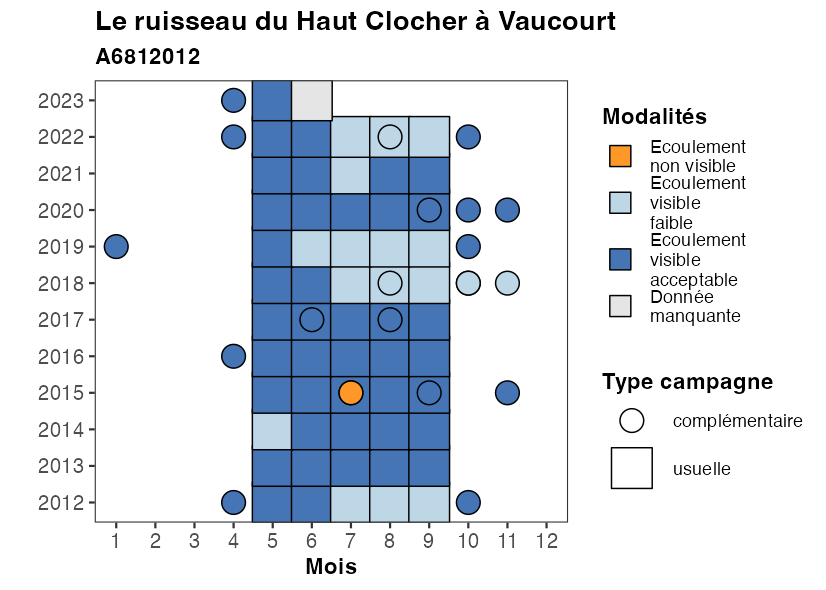 Le ruisseau du Haut Clocher à Vaucourt
A6812012
2023
2022
2021
2020
2019
2018
2017
2016
2015
2014
2013
2012
1 2 3 4 5 6 7 8 9 10 11 12
Mois
Modalités
Ecoulement
non visible
Ecoulement
visible
faible
Ecoulement
visible
acceptable
Donnée
manquante
Type campagne
complémentaire
usuelle